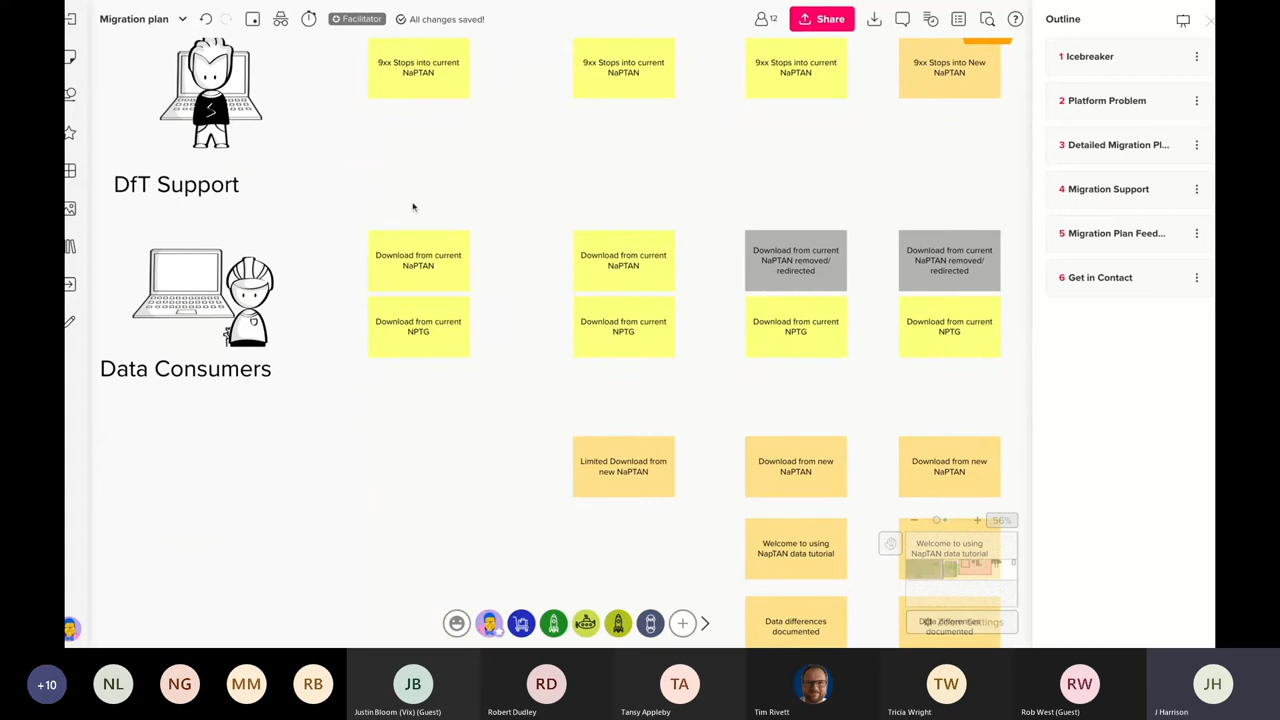 Migration plan
Facilitator
All changes saved!
12
Share
Outline
1 Icebreaker
2 Platform Problem
3 Detailed Migration Pl...
4 Migration Support
5 Migration Plan Feed...
6 Get in Contact
9xx Stops into current
NaPTAN
9xx Stops into current
NaPTAN
9xx Stops into current
NaPTAN
9xx Stops into New
NaPTAN
DfT Support
Download from current
NaPTAN
Download from current
NaPTAN
Download from current
NaPTAN removed/
redirected
Download from current
NaPTAN removed/
redirected
Download from current
NPTG
Download from current
NPTG
Download from current
NPTG
Download from current
NPTG
Data Consumers
Limited Download from
new NaPTAN
Download from new
NaPTAN
Download from new
NaPTAN
56%
Welcome to using
NapTAN data tutorial
Welcome to using
NapTAN data tutorial
Data differences
documented
Data differences
documented
Settings
+10
NL
NG
MM
RB
JB
Justin Bloom (Vix) (Guest)
RD
Robert Dudley
TA
Tansy Appleby
Tim Rivett
TW
Tricia Wright
RW
Rob West (Guest)
JH
J Harrison